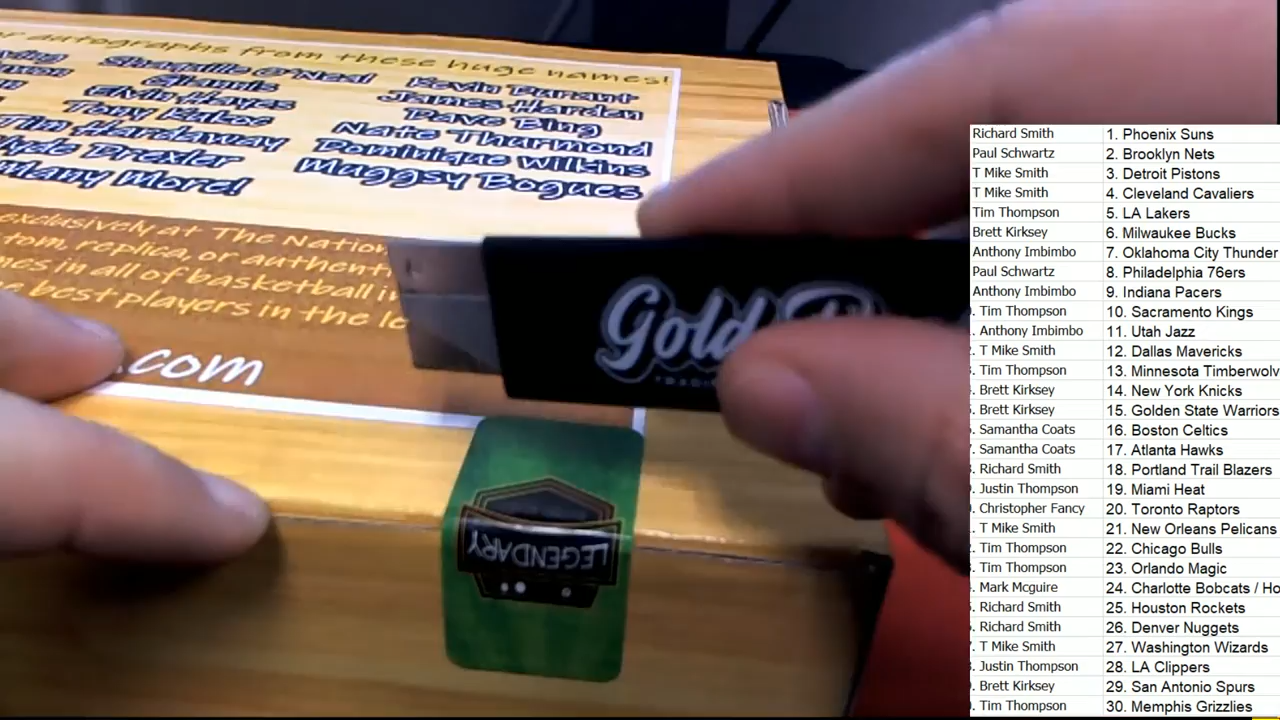 autographs from these huge names!
Shaquille O'Neal
Kevin Durant
Giannis
James Harden
Elvin Hayes
Dave Bing
Tony Kukoc
Nate Thurmond
Tim Hardaway
Dominique Wilkins
Clyde Drexler
Muggsy Bogues
Many More!
exclusively at The Nation
tom, replica, or authenti
mes in all of basketball i
e best players in the le
.com
Gold
LEGENDARY
Richard Smith 1. Phoenix Suns
Paul Schwartz 2. Brooklyn Nets
T Mike Smith 3. Detroit Pistons
T Mike Smith 4. Cleveland Cavaliers
Tim Thompson 5. LA Lakers
Brett Kirksey 6. Milwaukee Bucks
Anthony Imbimbo 7. Oklahoma City Thunder
Paul Schwartz 8. Philadelphia 76ers
Anthony Imbimbo 9. Indiana Pacers
. Tim Thompson 10. Sacramento Kings
. Anthony Imbimbo 11. Utah Jazz
. T Mike Smith 12. Dallas Mavericks
. Tim Thompson 13. Minnesota Timberwolv
. Brett Kirksey 14. New York Knicks
. Brett Kirksey 15. Golden State Warriors
. Samantha Coats 16. Boston Celtics
. Samantha Coats 17. Atlanta Hawks
. Richard Smith 18. Portland Trail Blazers
. Justin Thompson 19. Miami Heat
. Christopher Fancy 20. Toronto Raptors
. T Mike Smith 21. New Orleans Pelicans
. Tim Thompson 22. Chicago Bulls
. Tim Thompson 23. Orlando Magic
. Mark Mcguire 24. Charlotte Bobcats / Ho
. Richard Smith 25. Houston Rockets
. Richard Smith 26. Denver Nuggets
. T Mike Smith 27. Washington Wizards
. Justin Thompson 28. LA Clippers
. Brett Kirksey 29. San Antonio Spurs
. Tim Thompson 30. Memphis Grizzlies